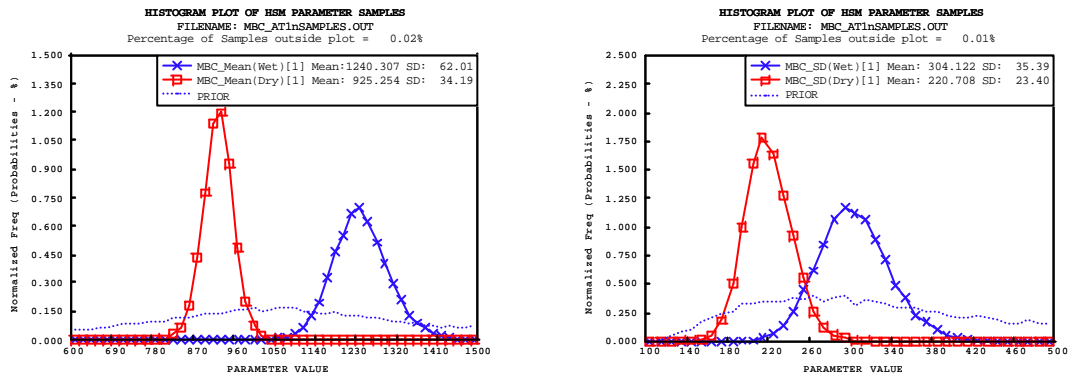 HISTOGRAM PLOT OF HSM PARAMETER SAMPLES
FILENAME: MBC_AT1nSAMPLES.OUT
Percentage of Samples outside plot = 0.02%
MBC_Mean(Wet)[1] Mean:1240.307 SD: 62.01
MBC_Mean(Dry)[1] Mean: 925.254 SD: 34.19
PRIOR
Normalized Freq (Probabilities - %)
1.500
1.350
1.200
1.050
0.900
0.750
0.600
0.450
0.300
0.150
0.000
600 690 780 870 960 1050 1140 1230 1320 1410 1500
PARAMETER VALUE
HISTOGRAM PLOT OF HSM PARAMETER SAMPLES
FILENAME: MBC_AT1nSAMPLES.OUT
Percentage of Samples outside plot = 0.01%
MBC_SD(Wet)[1] Mean: 304.122 SD: 35.39
MBC_SD(Dry)[1] Mean: 220.708 SD: 23.40
PRIOR
Normalized Freq (Probabilities - %)
2.500
2.250
2.000
1.750
1.500
1.250
1.000
0.750
0.500
0.250
0.000
100 140 180 220 260 300 340 380 420 460 500
PARAMETER VALUE